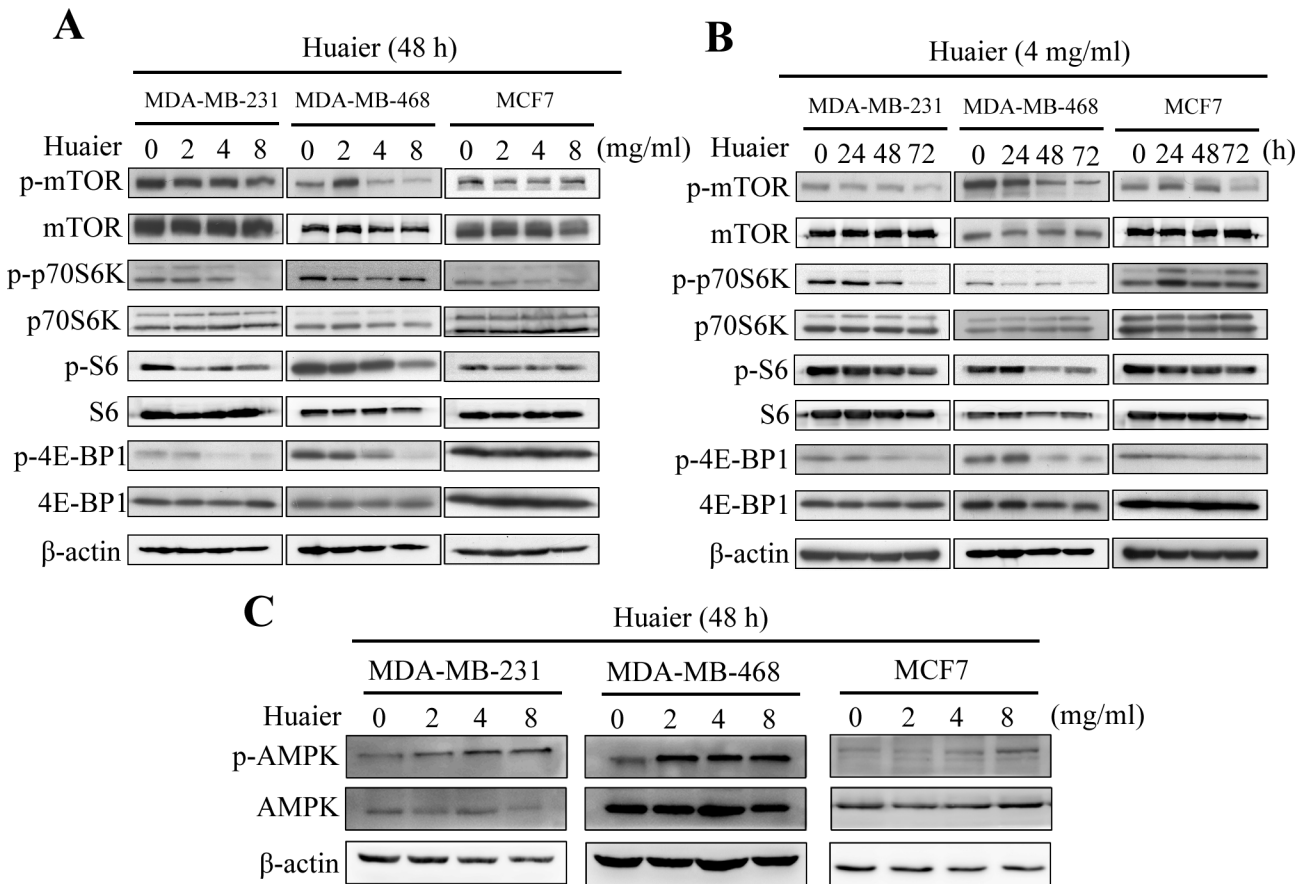 A
Huaier (48 h)
MDA-MB-231 MDA-MB-468 MCF7
Huaier 0 2 4 8 0 2 4 8 0 2 4 8 (mg/ml)
p-mTOR
mTOR
p-p70S6K
p70S6K
p-S6
S6
p-4E-BP1
4E-BP1
β-actin
B
Huaier (4 mg/ml)
MDA-MB-231 MDA-MB-468 MCF7
Huaier 0 24 48 72 0 24 48 72 0 24 48 72 (h)
p-mTOR
mTOR
p-p70S6K
p70S6K
p-S6
S6
p-4E-BP1
4E-BP1
β-actin
C
Huaier (48 h)
MDA-MB-231 MDA-MB-468 MCF7
Huaier 0 2 4 8 0 2 4 8 0 2 4 8 (mg/ml)
p-AMPK
AMPK
β-actin